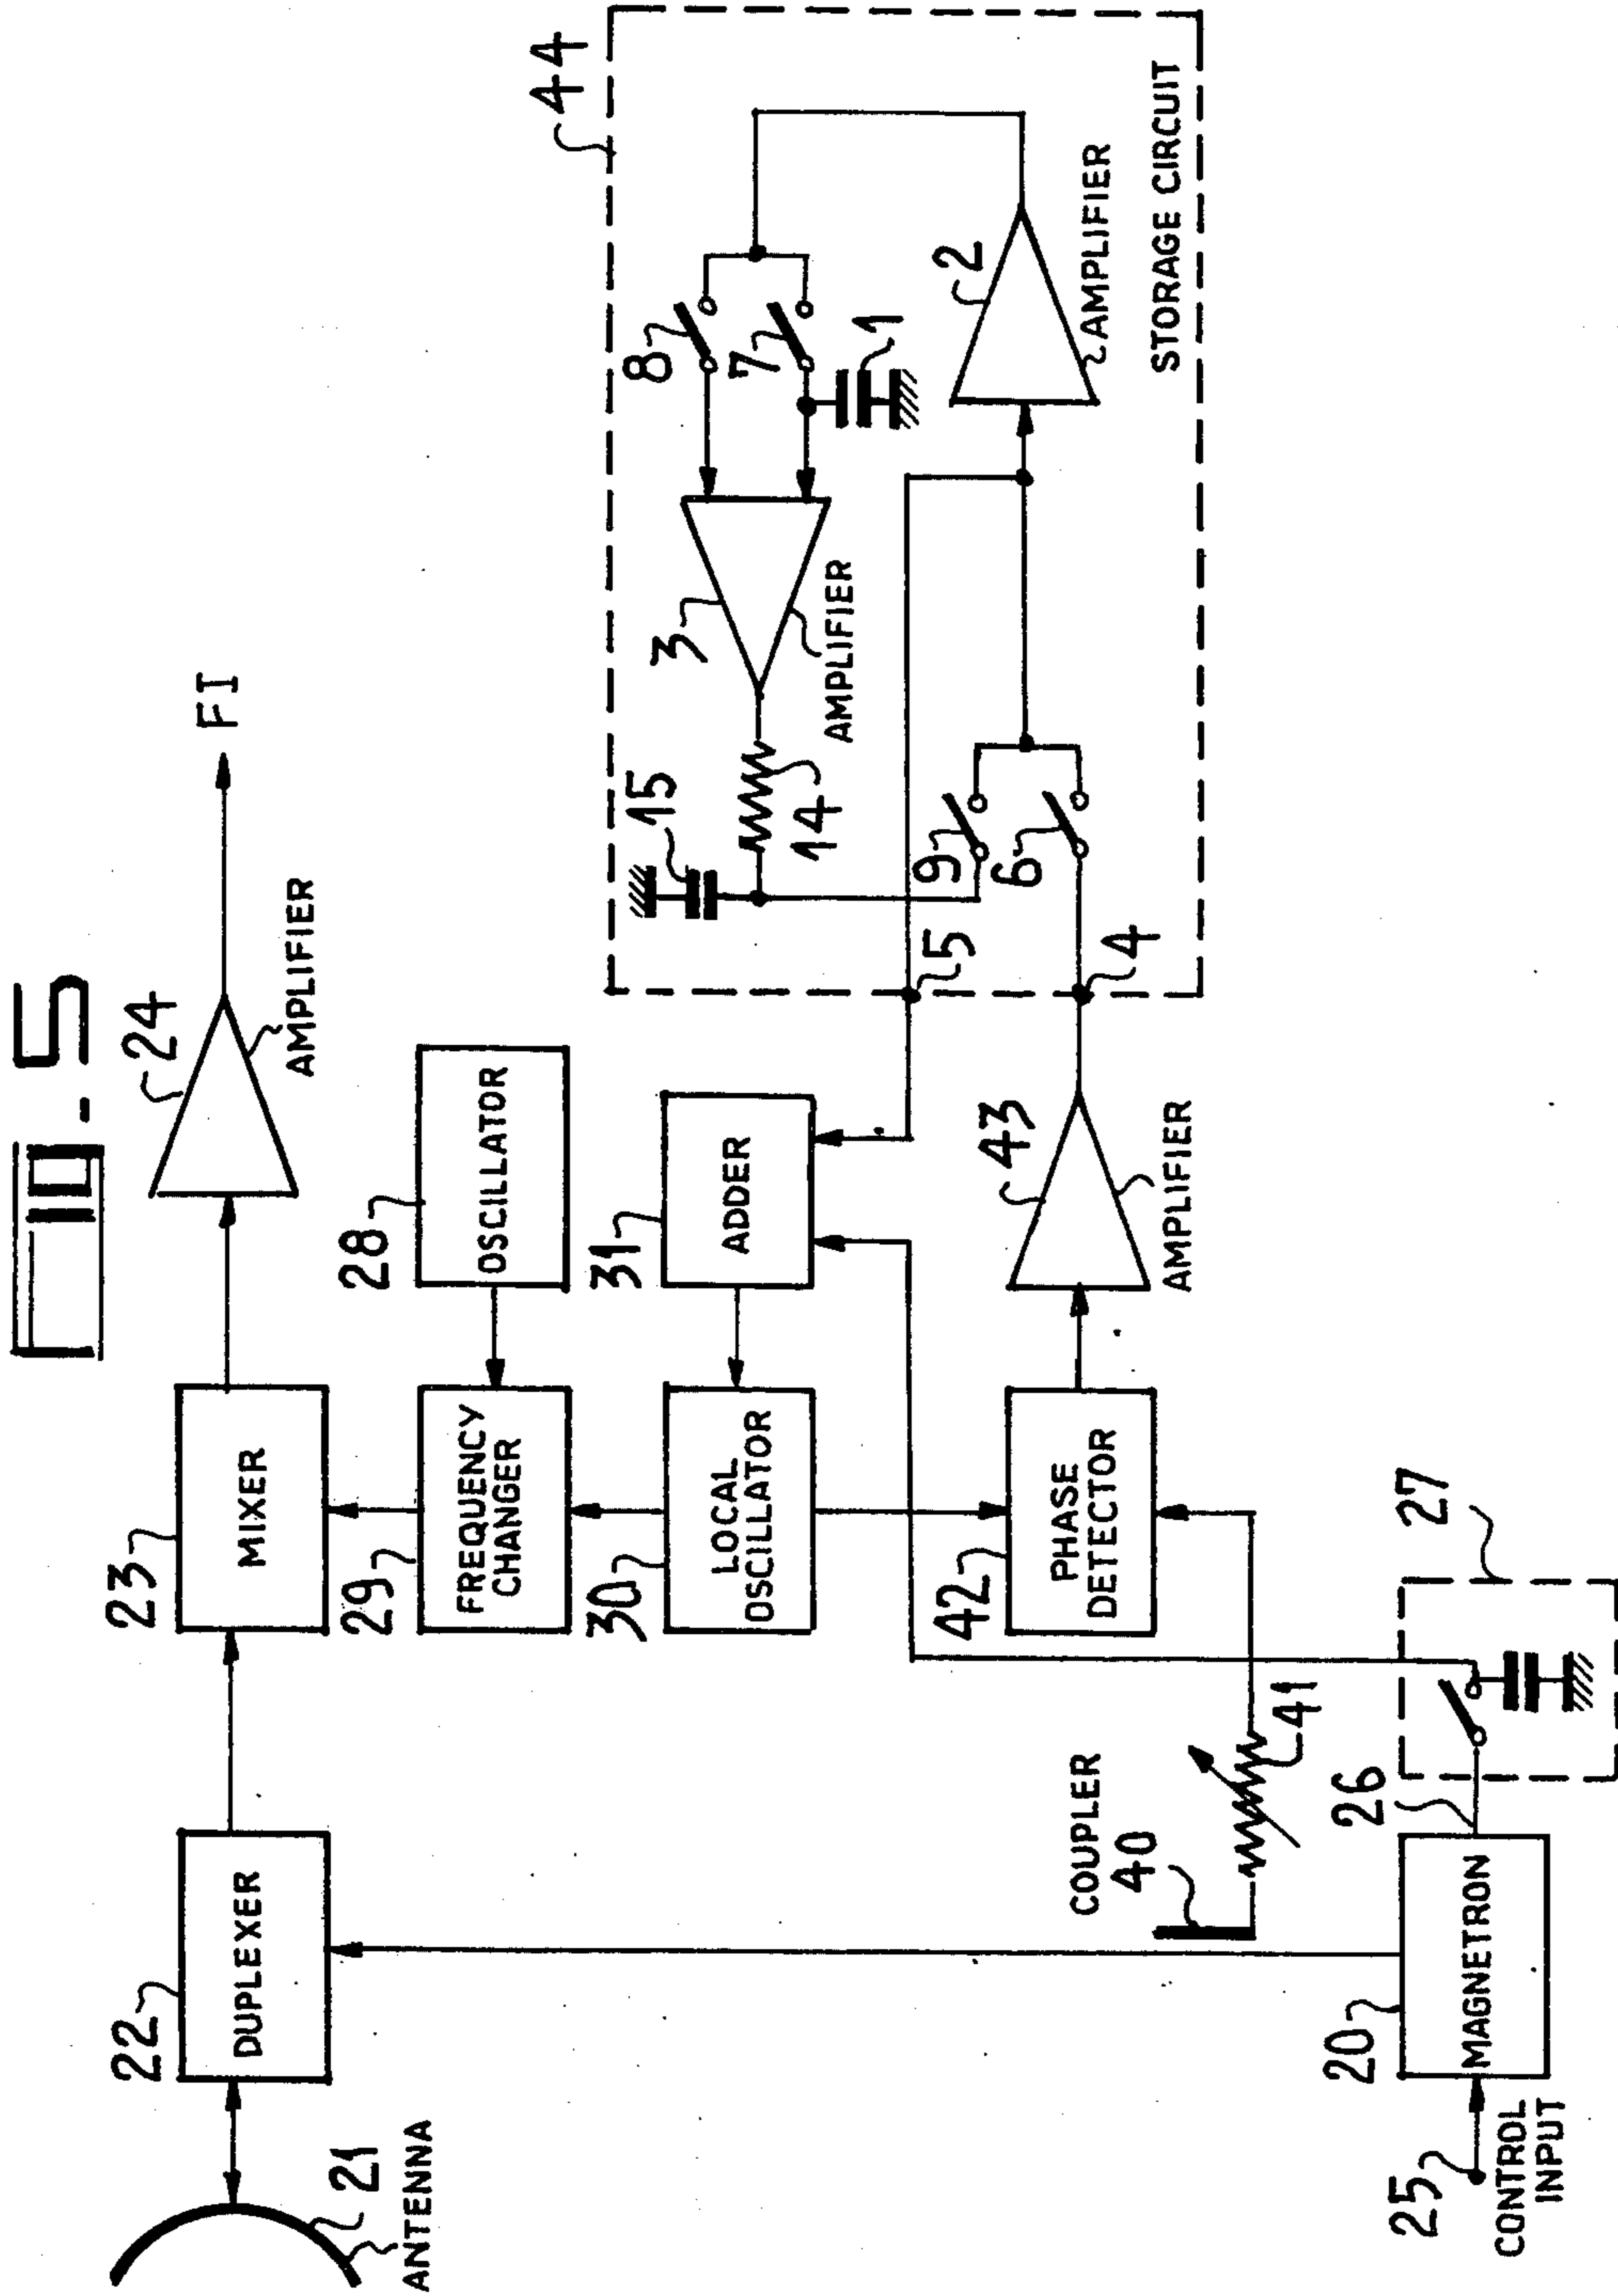 FIG. 5
24
AMPLIFIER
FI
23
MIXER
22
DUPLEXER
21
ANTENNA
28
OSCILLATOR
29
FREQUENCY
CHANGER
30
LOCAL
OSCILLATOR
31
ADDER
42
PHASE
DETECTOR
43
AMPLIFIER
COUPLER
40
41
27
26
20
MAGNETRON
25
CONTROL
INPUT
44
15
14
3
AMPLIFIER
8
7
1
9
6
5
4
2
AMPLIFIER
STORAGE CIRCUIT